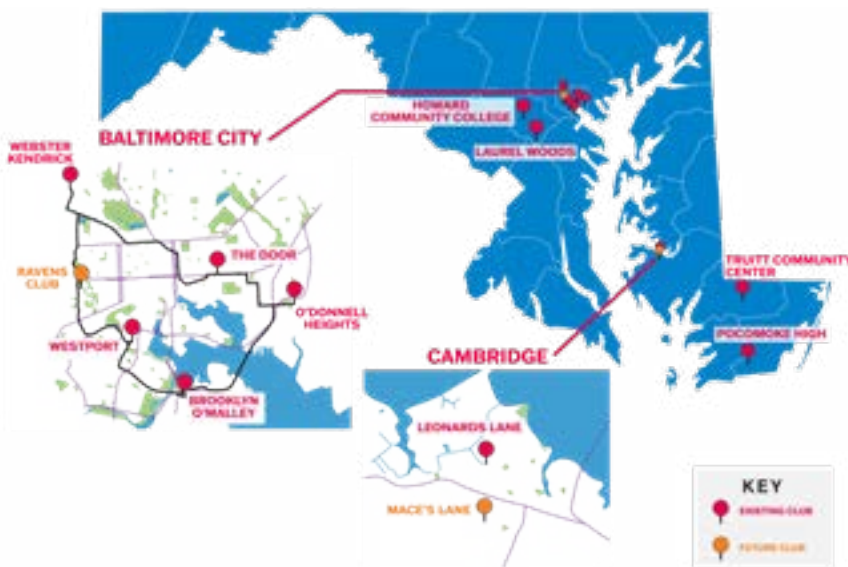 HOWARD
COMMUNITY COLLEGE
BALTIMORE CITY
LAUREL WOODS
WEBSTER
KENDRICK
THE DOOR
RAVENS
CLUB
O'DONNELL
HEIGHTS
WESTPORT
BROOKLYN
O'MALLEY
TRUITT COMMUNITY
CENTER
POCOMOKE HIGH
CAMBRIDGE
LEONARDS LANE
MACE'S LANE
KEY
EXISTING CLUB
FUTURE CLUB